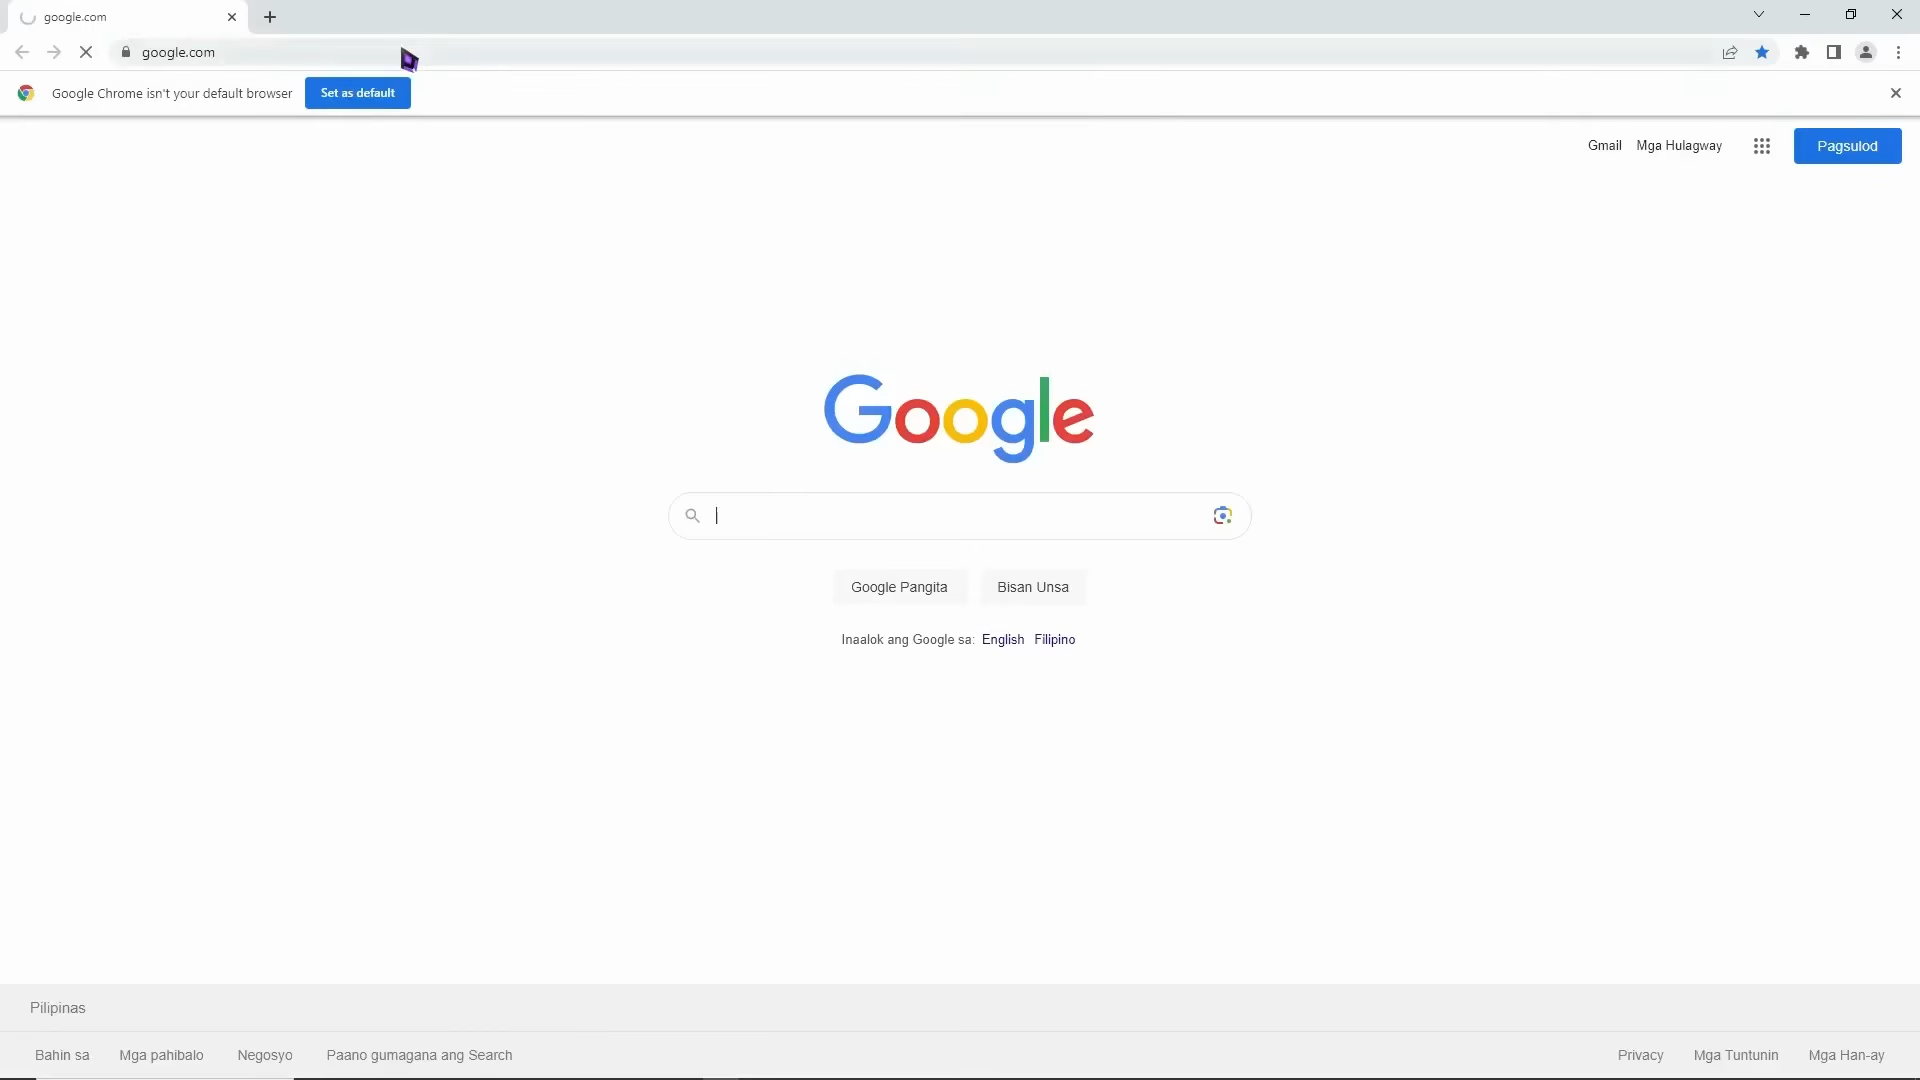 google.com
google.com
Google Chrome isn't your default browser
Set as default
Gmail
Mga Hulagway
Pagsulod
Google
Google Pangita
Bisan Unsa
Inaalok ang Google sa: English Filipino
Pilipinas
Bahin sa
Mga pahibalo
Negosyo
Paano gumagana ang Search
Privacy
Mga Tuntunin
Mga Han-ay